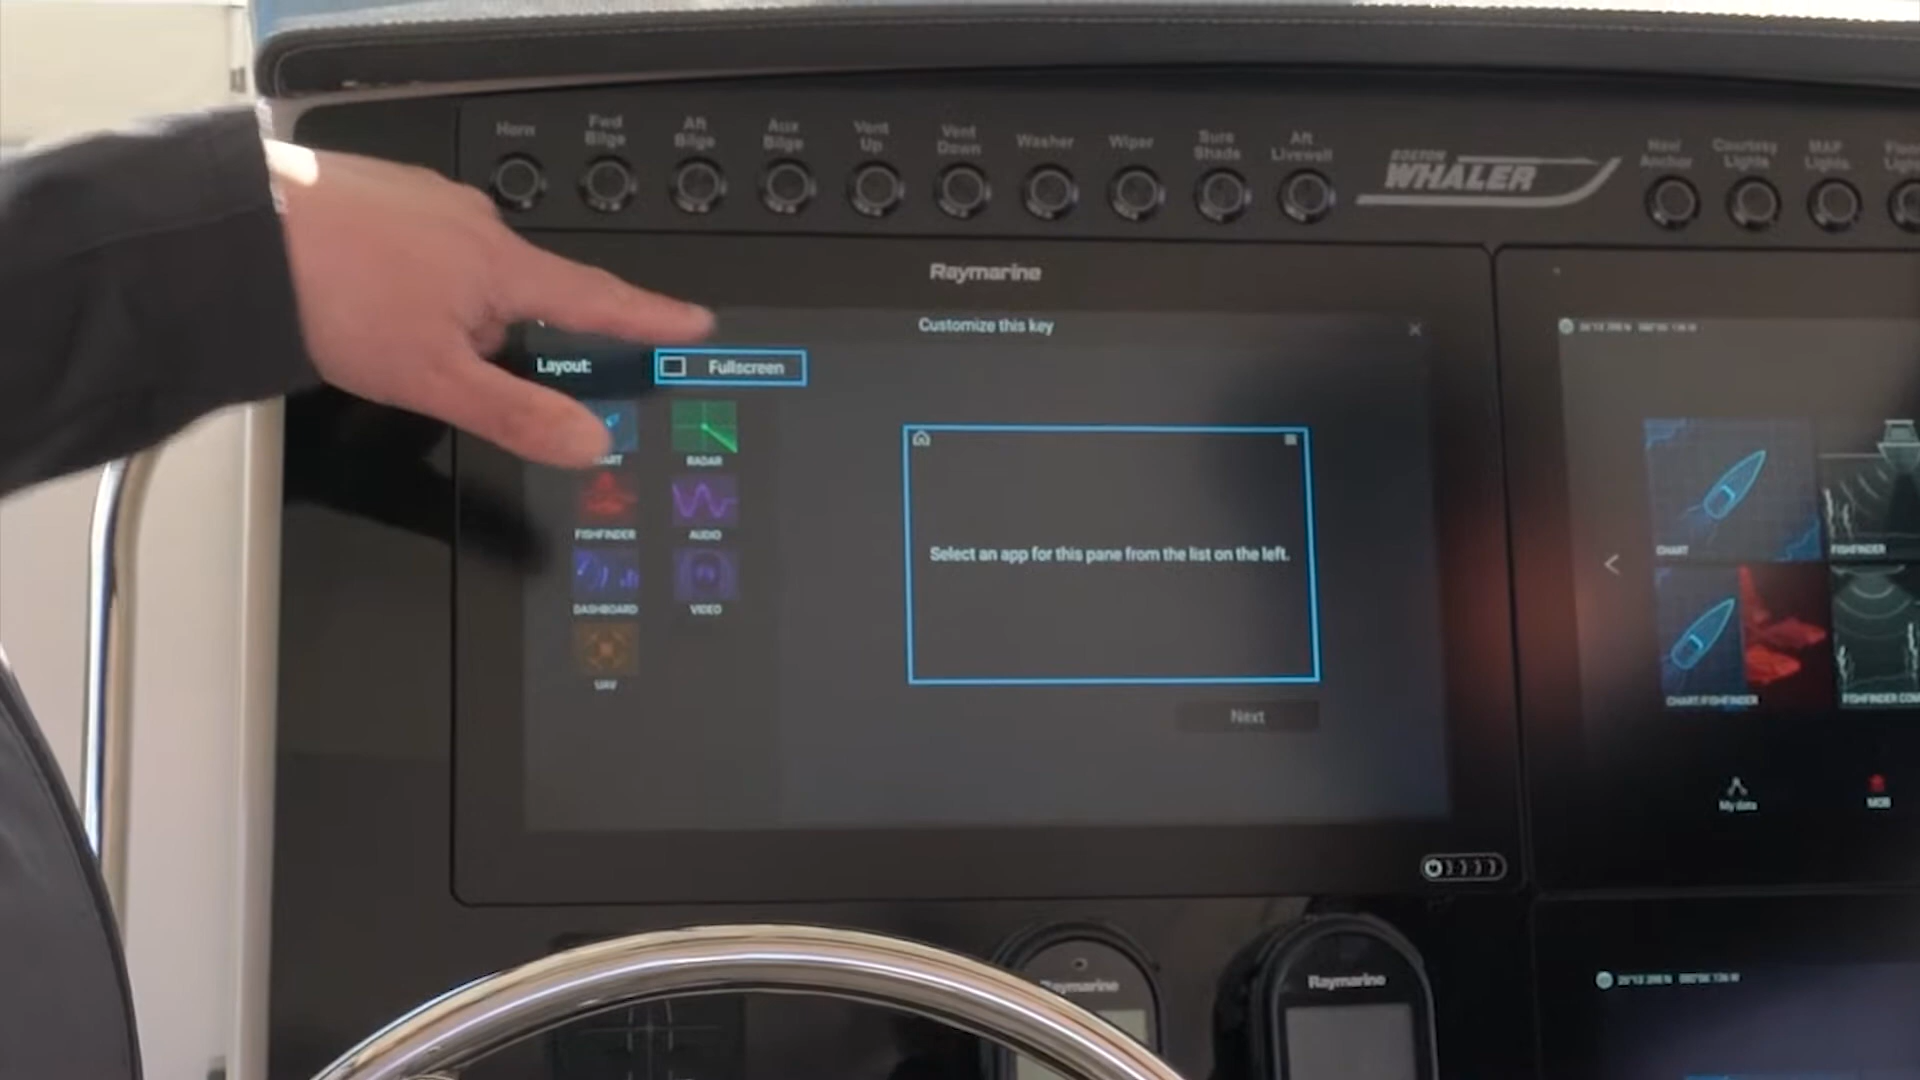 Horn
Fwd
Bilge
Aft
Bilge
Aux
Bilge
Vent
Up
Vent
Down
Washer
Wiper
Sure
Shade
Aft
Livewell
BOSTON
WHALER
Navi
Anchor
Courtesy
Lights
MAP
Lights
Raymarine
Customize this key
Layout:
Fullscreen
RADAR
FISHFINDER
AUDIO
DASHBOARD
VIDEO
UAV
Select an app for this pane from the list on the left.
Next
CHART
FISHFINDER
CHART/FISHFINDER
My data
MOB
Raymarine
Raymarine